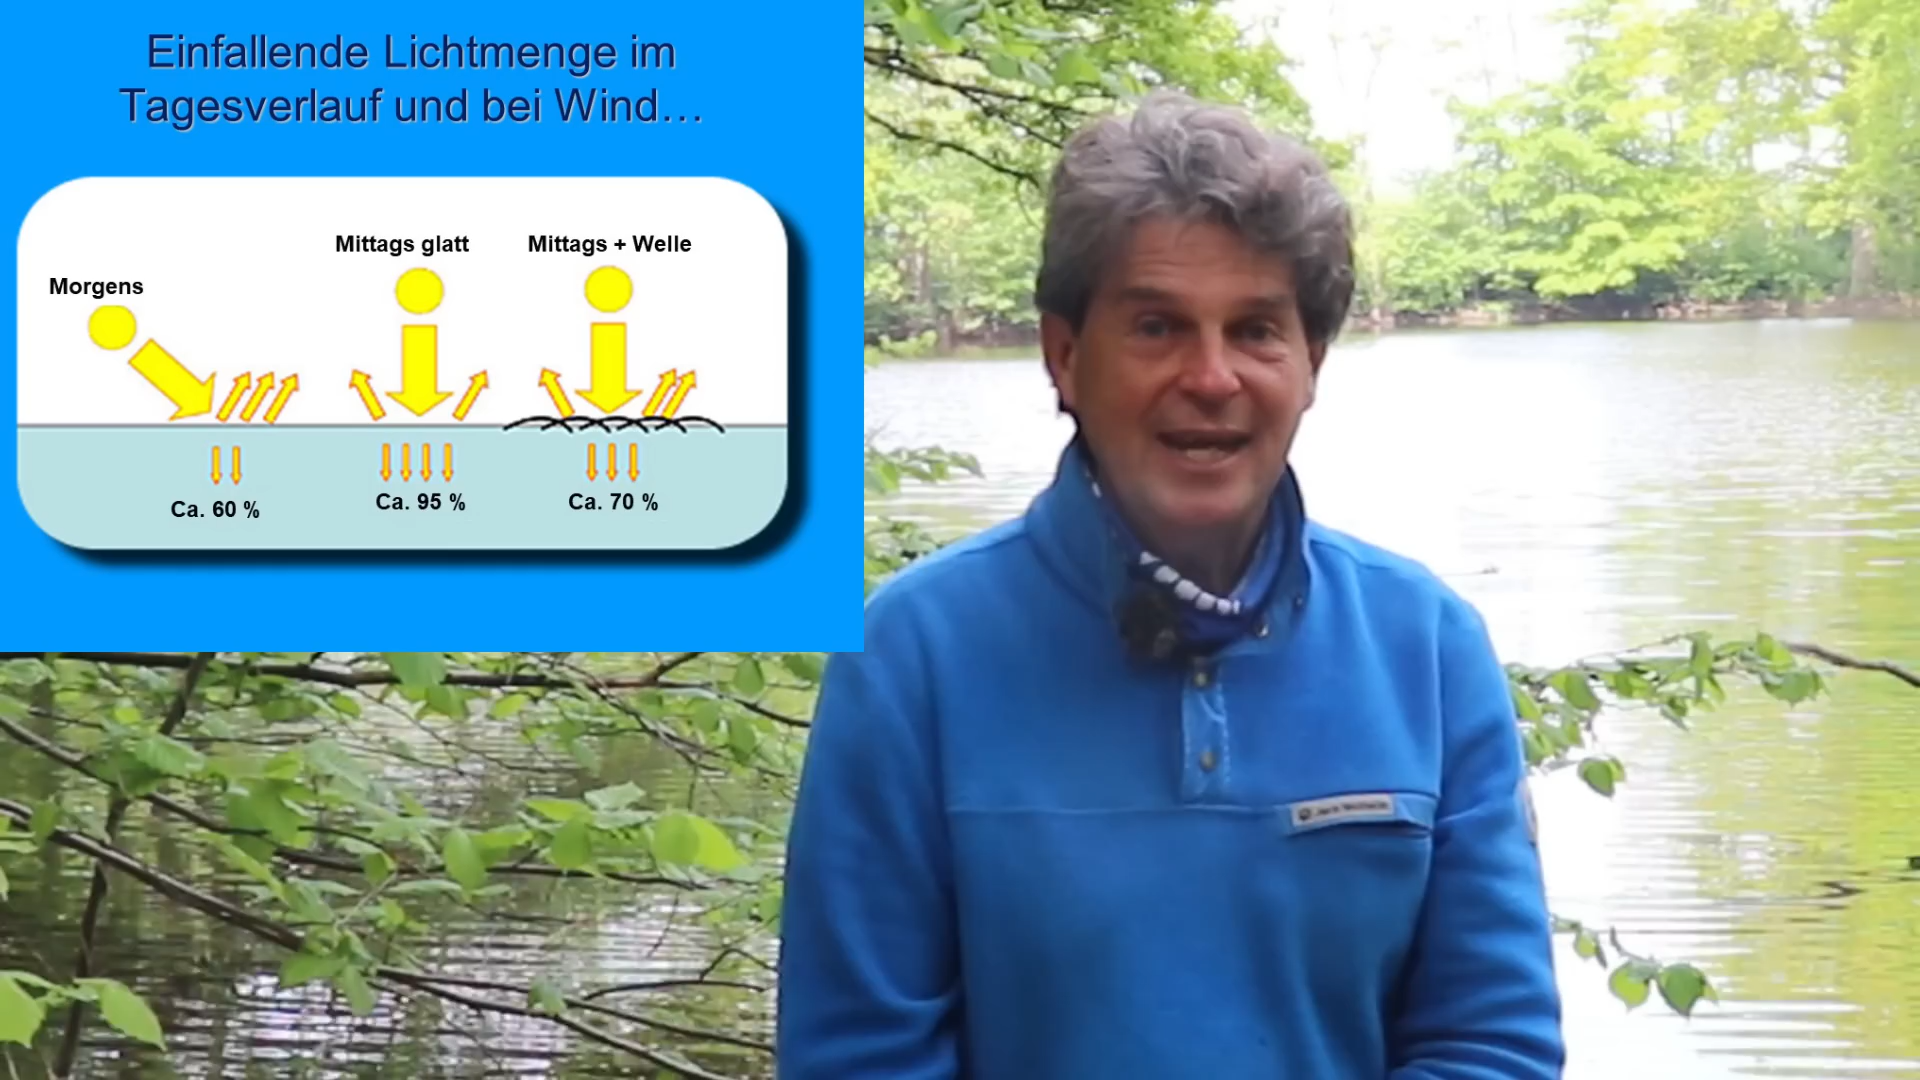 Einfallende Lichtmenge im
Tagesverlauf und bei Wind…
Mittags glatt
Mittags + Welle
Morgens
Ca. 60 %
Ca. 95 %
Ca. 70 %